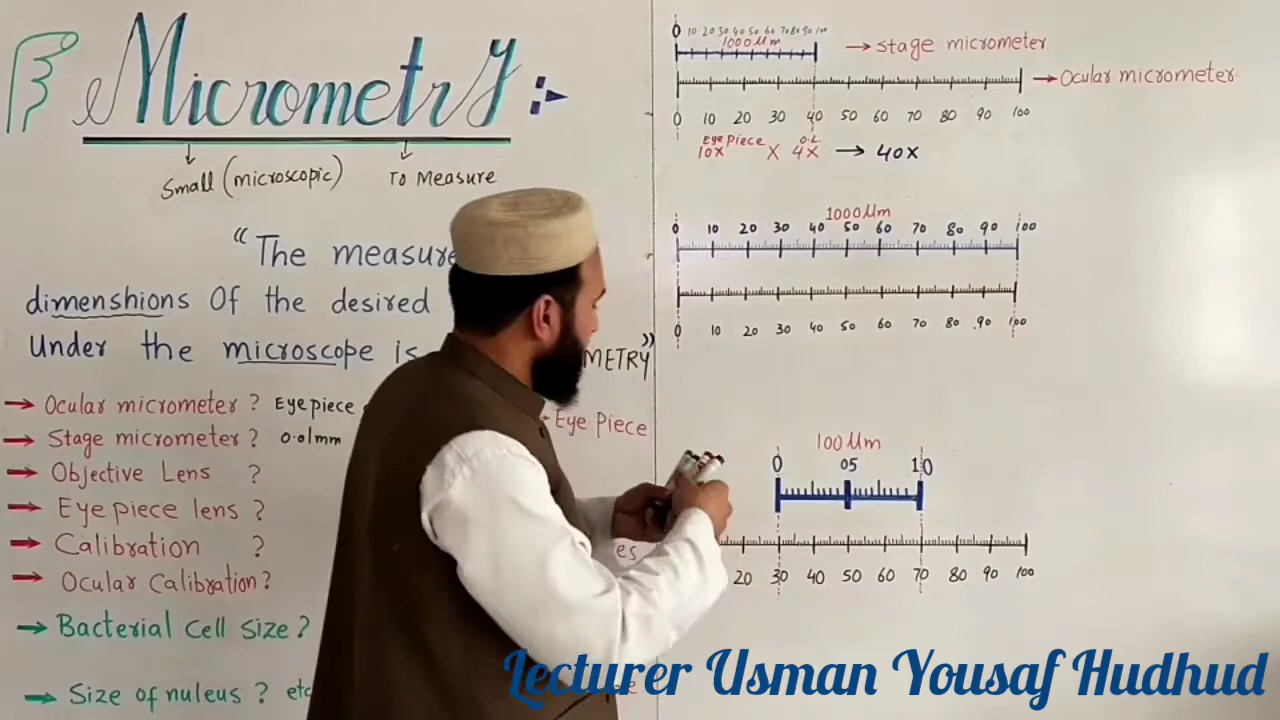 Micrometry :-
Small (microscopic) To Measure
"The measure
dimenshions Of the desired
Under the microscope is METRY"
→ Ocular micrometer ? Eye piece Eye Piece
→ Stage micrometer ? 0.01mm
→ Objective Lens ?
→ Eye piece lens ?
→ Calibration ? es
→ Ocular Calibration?
→ Bacterial Cell Size ?
→ Size of nuleus ? etc
0 10 20 30 40 50 60 70 80 90 100
1000 Um → Stage micrometer
→ Ocular micrometer
0 10 20 30 40 50 60 70 80 90 100
Eye Piece O.L
10X X 4X → 40X
1000 Um
0 10 20 30 40 50 60 70 80 90 100
0 10 20 30 40 50 60 70 80 90 100
100 Um
0 05 10
20 30 40 50 60 70 80 90 100
Lecturer Usman Yousaf Hudhud